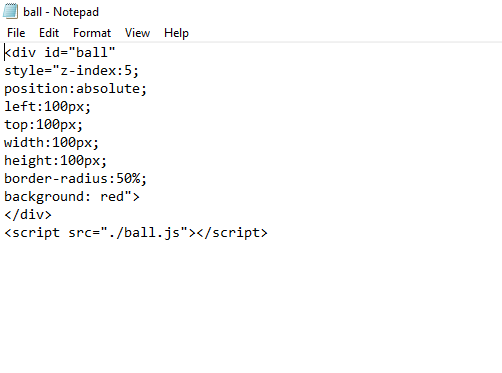 ball - Notepad
File Edit Format View Help
<div id="ball"
style="z-index:5;
position:absolute;
left:100px;
top:100px;
width:100px;
height:100px;
border-radius:50%;
background: red">
</div>
<script src="./ball.js"></script>